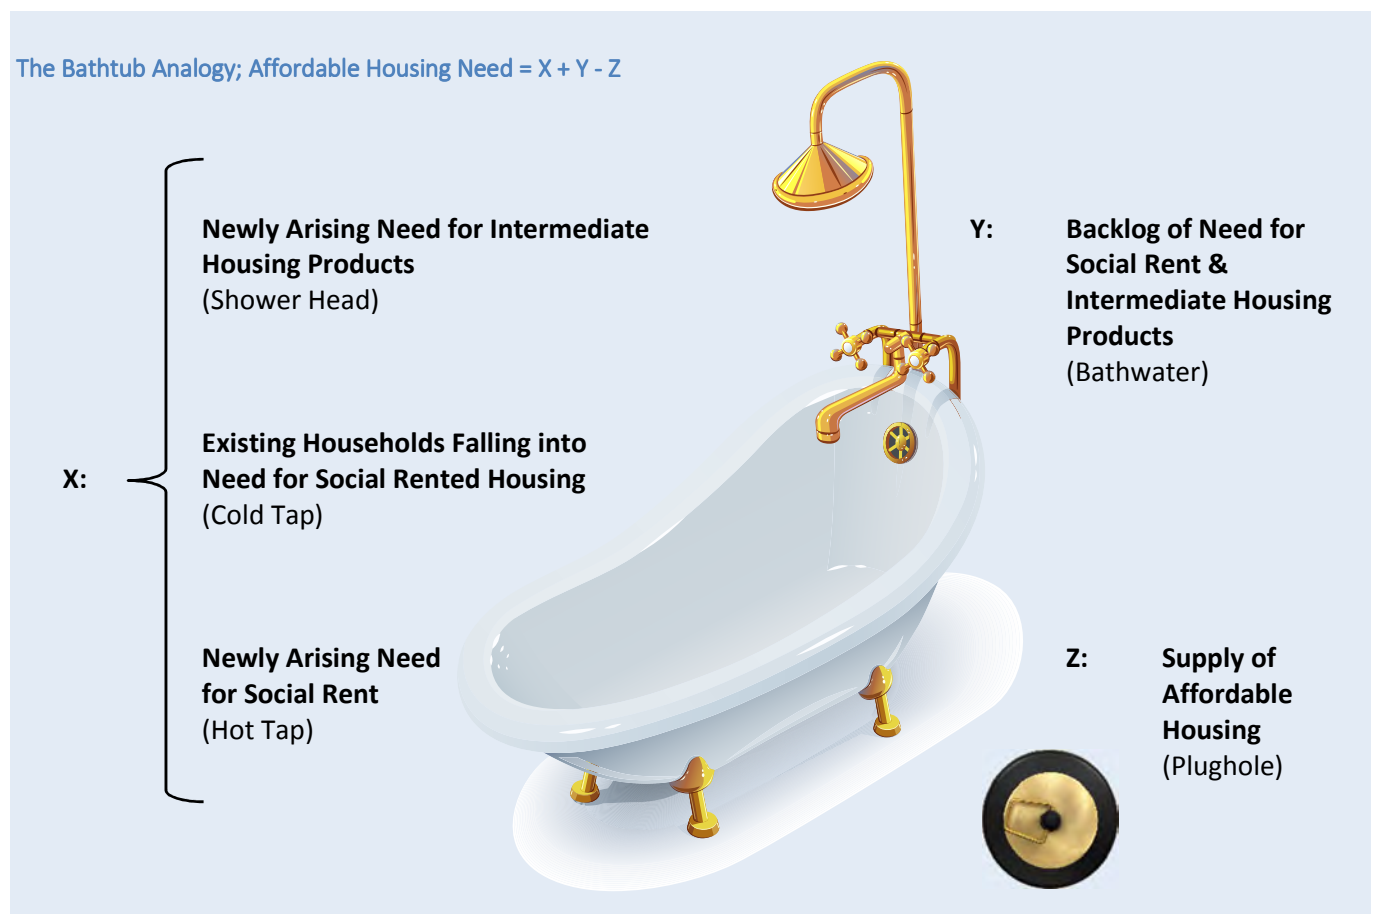 The Bathtub Analogy; Affordable Housing Need = X + Y - Z
X:
Newly Arising Need for Intermediate
Housing Products
(Shower Head)
Existing Households Falling into
Need for Social Rented Housing
(Cold Tap)
Newly Arising Need
for Social Rent
(Hot Tap)
Y:
Backlog of Need for
Social Rent &
Intermediate Housing
Products
(Bathwater)
Z:
Supply of
Affordable
Housing
(Plughole)